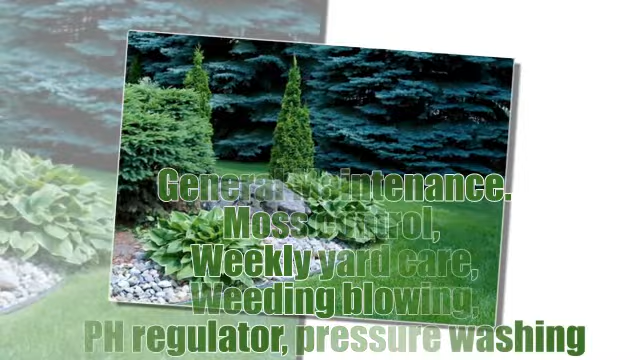 General Maintenance.
Moss control,
Weekly yard care,
Weeding blowing,
PH regulator, pressure washing